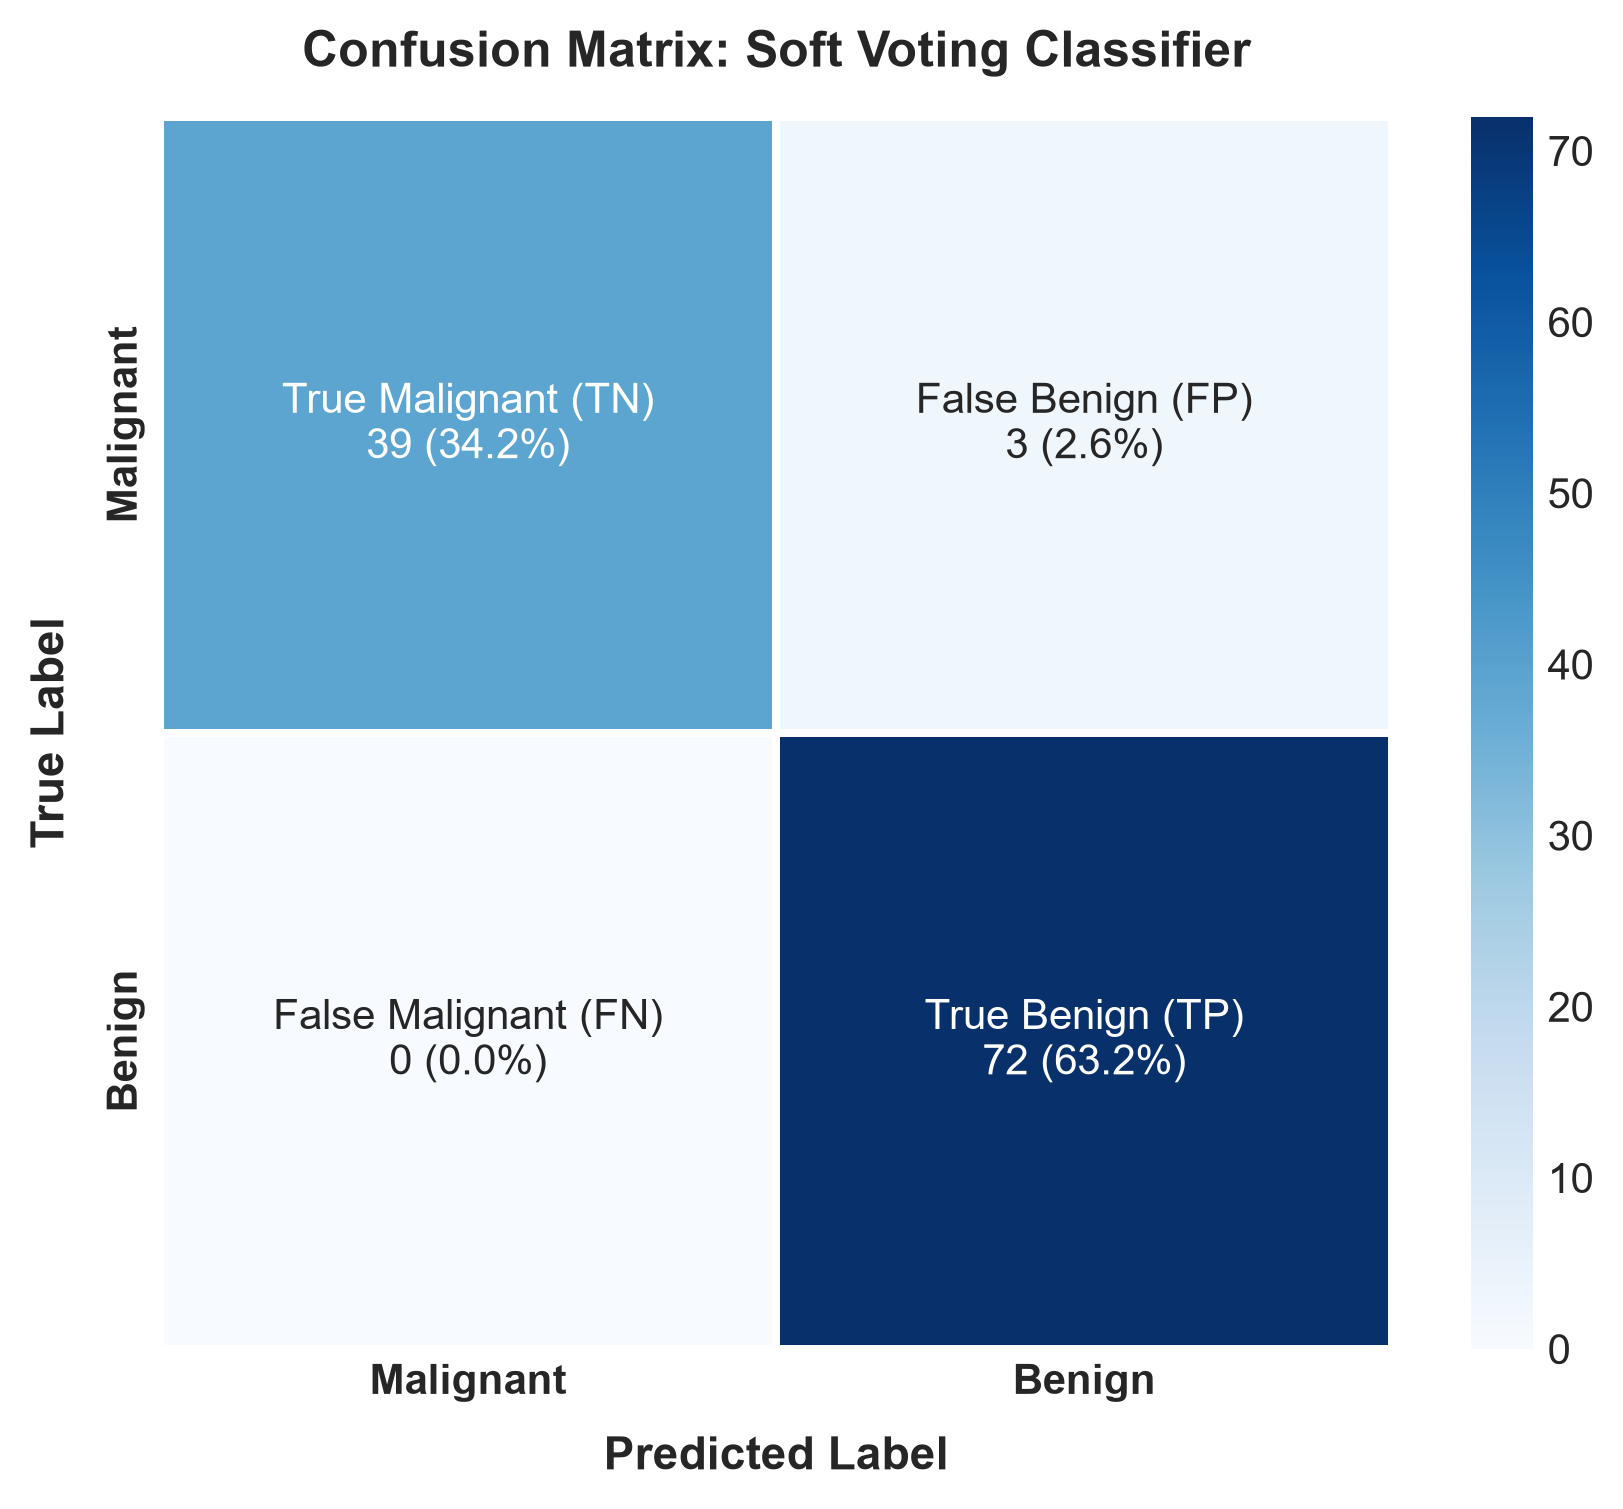 Confusion Matrix: Soft Voting Classifier
True Label
Malignant
True Malignant (TN)
39 (34.2%)
False Benign (FP)
3 (2.6%)
Benign
False Malignant (FN)
0 (0.0%)
True Benign (TP)
72 (63.2%)
Malignant
Benign
Predicted Label
70
60
50
40
30
20
10
0